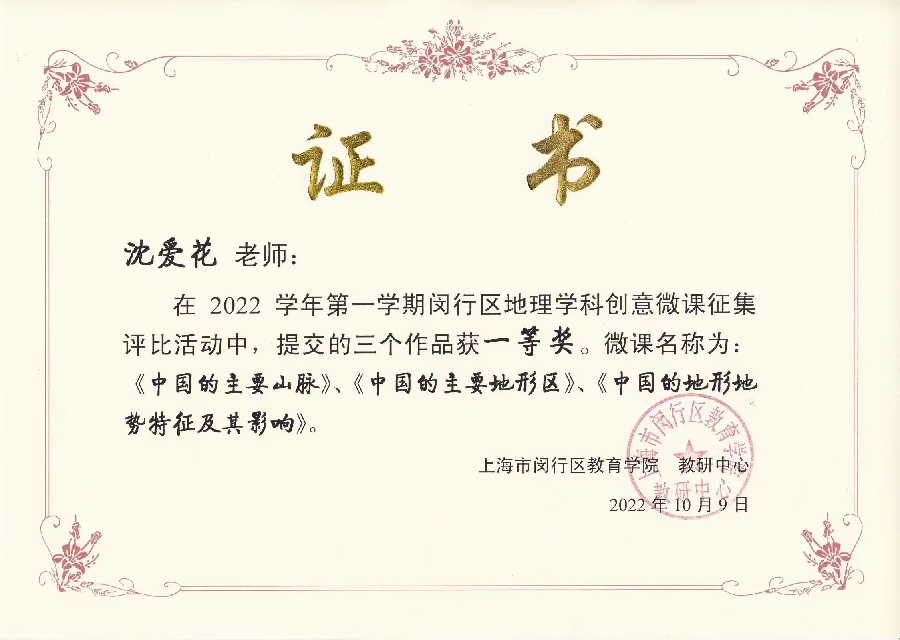 证 书
沈爱花 老师：
在 2022 学年第一学期闵行区地理学科创意微课征集
评比活动中，提交的三个作品获一等奖。微课名称为：
《中国的主要山脉》、《中国的主要地形区》、《中国的地形地
势特征及其影响》。
上海市闵行区教育学院 教研中心
2022 年 10 月 9 日
上海市闵行区教育学院
教研中心